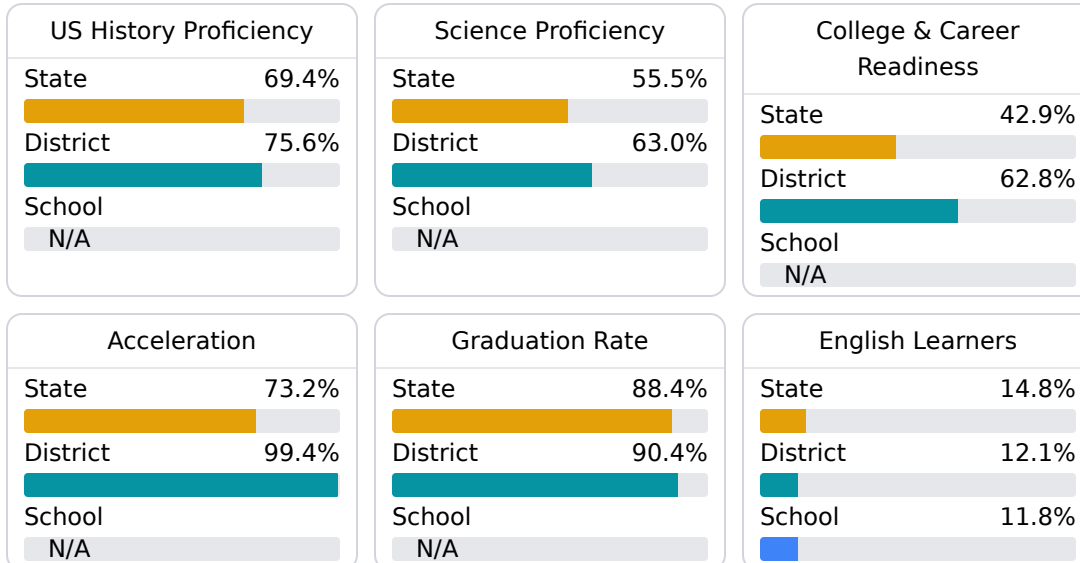 US History Proficiency
State 69.4%
District 75.6%
School
N/A
Science Proficiency
State 55.5%
District 63.0%
School
N/A
College & Career
Readiness
State 42.9%
District 62.8%
School
N/A
Acceleration
State 73.2%
District 99.4%
School
N/A
Graduation Rate
State 88.4%
District 90.4%
School
N/A
English Learners
State 14.8%
District 12.1%
School 11.8%